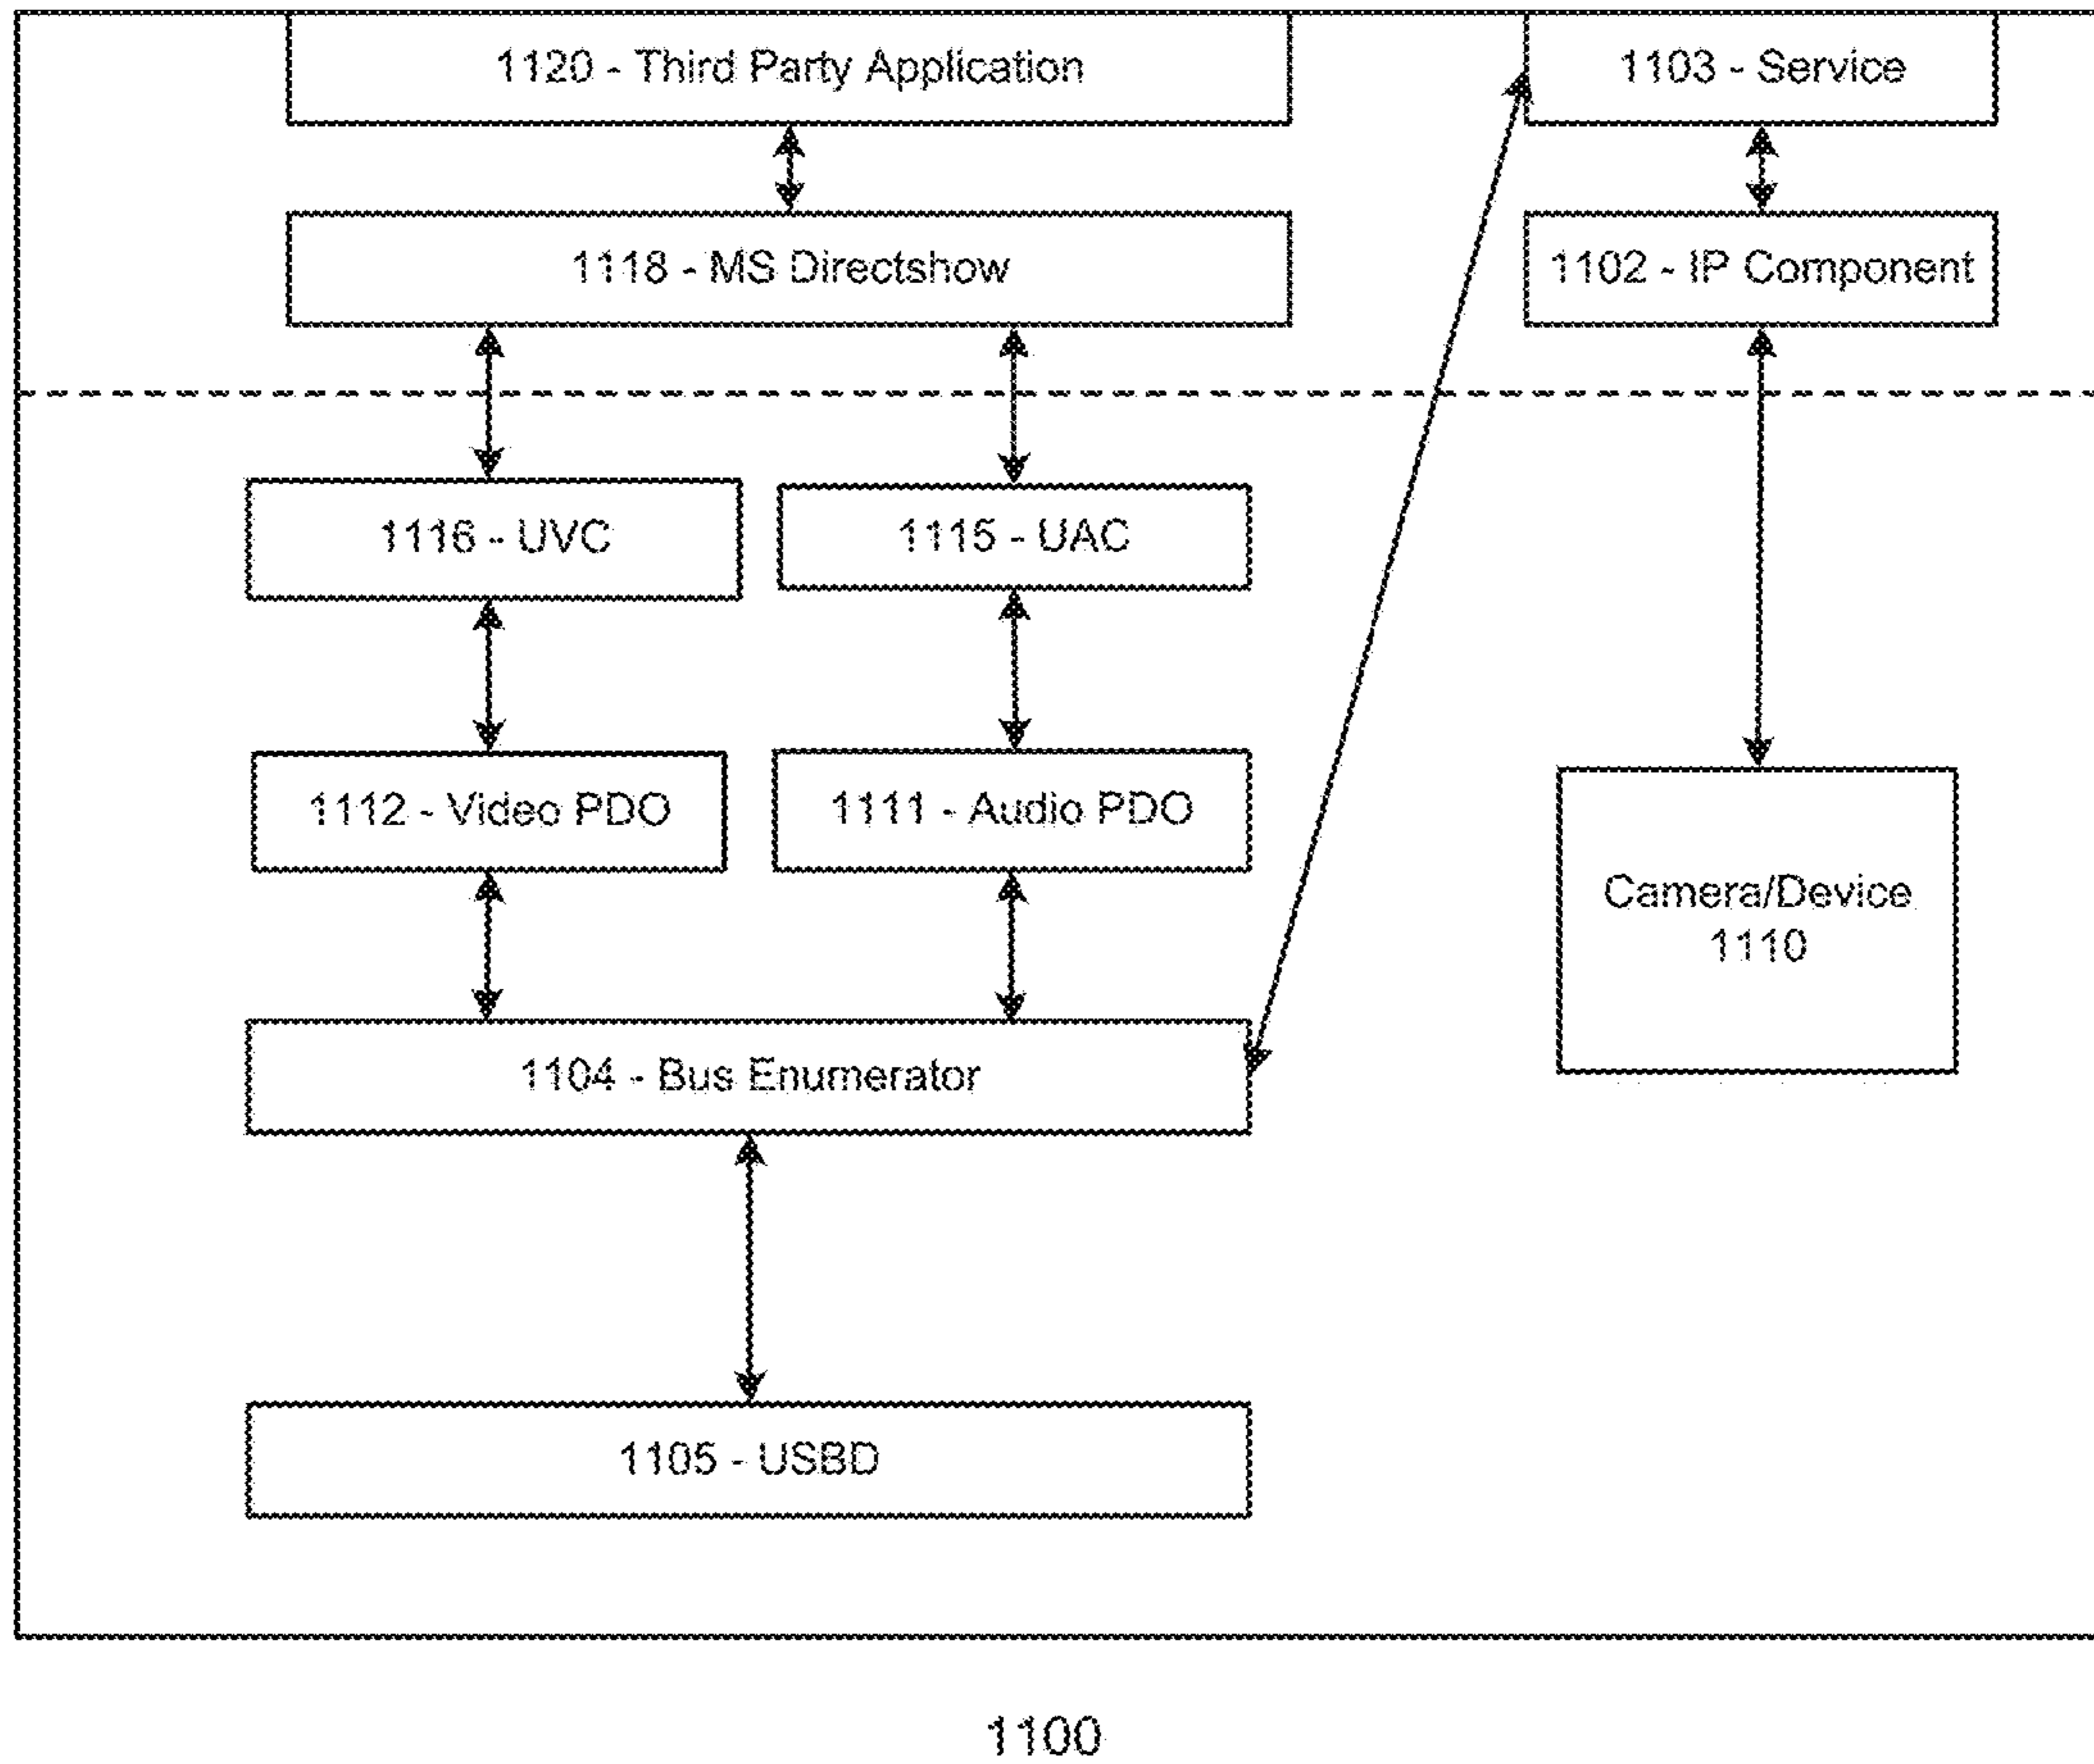 1120 - Third Party Application
1103 - Service
1118 - MS Directshow
1102 - IP Component
1116 - UVC
1115 - UAC
1112 - Video PDO
1111 - Audio PDO
Camera/Device
1110
1104 - Bus Enumerator
1105 - USBD
1100